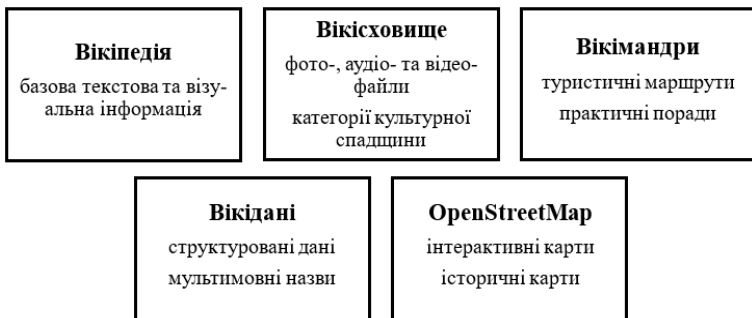 Вікіпедія
базова текстова та візу-
альна інформація
Вікісховище
фото-, аудіо- та відео-
файли
категорії культурної
спадщини
Вікімандри
туристичні маршрути
практичні поради
Вікідані
структуровані дані
мультимовні назви
OpenStreetMap
інтерактивні карти
історичні карти